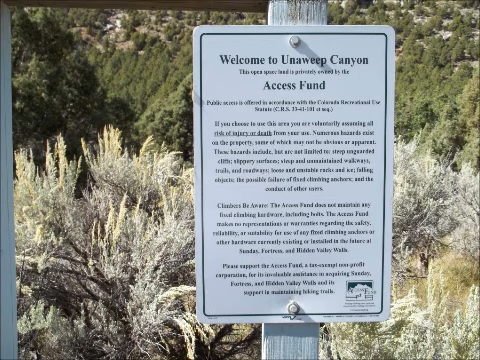 Welcome to Unaweep Canyon
This open space land is privately owned by the
Access Fund
Public access is offered in accordance with the Colorado Recreational Use
Statute (C.R.S. 33-41-101 et seq.)
If you choose to use this area you are voluntarily assuming all
risk of injury or death from your use. Numerous hazards exist
on the property, some of which may not be obvious or apparent.
These hazards include, but are not limited to: steep unguarded
cliffs; slippery surfaces; steep and unmaintained walkways,
trails, and roadways; loose and unstable rocks and ice; falling
objects; the possible failure of fixed climbing anchors; and the
conduct of other users.
Climbers Be Aware: The Access Fund does not maintain any
fixed climbing hardware, including bolts. The Access Fund
makes no representations or warranties regarding the safety,
reliability, or suitability for use of any fixed climbing anchors or
other hardware currently existing or installed in the future at
Sunday, Fortress, and Hidden Valley Walls.
Please support the Access Fund, a tax-exempt non-profit
corporation, for its invaluable assistance in acquiring Sunday,
Fortress, and Hidden Valley Walls and its
support in maintaining hiking trails.
Access Fund